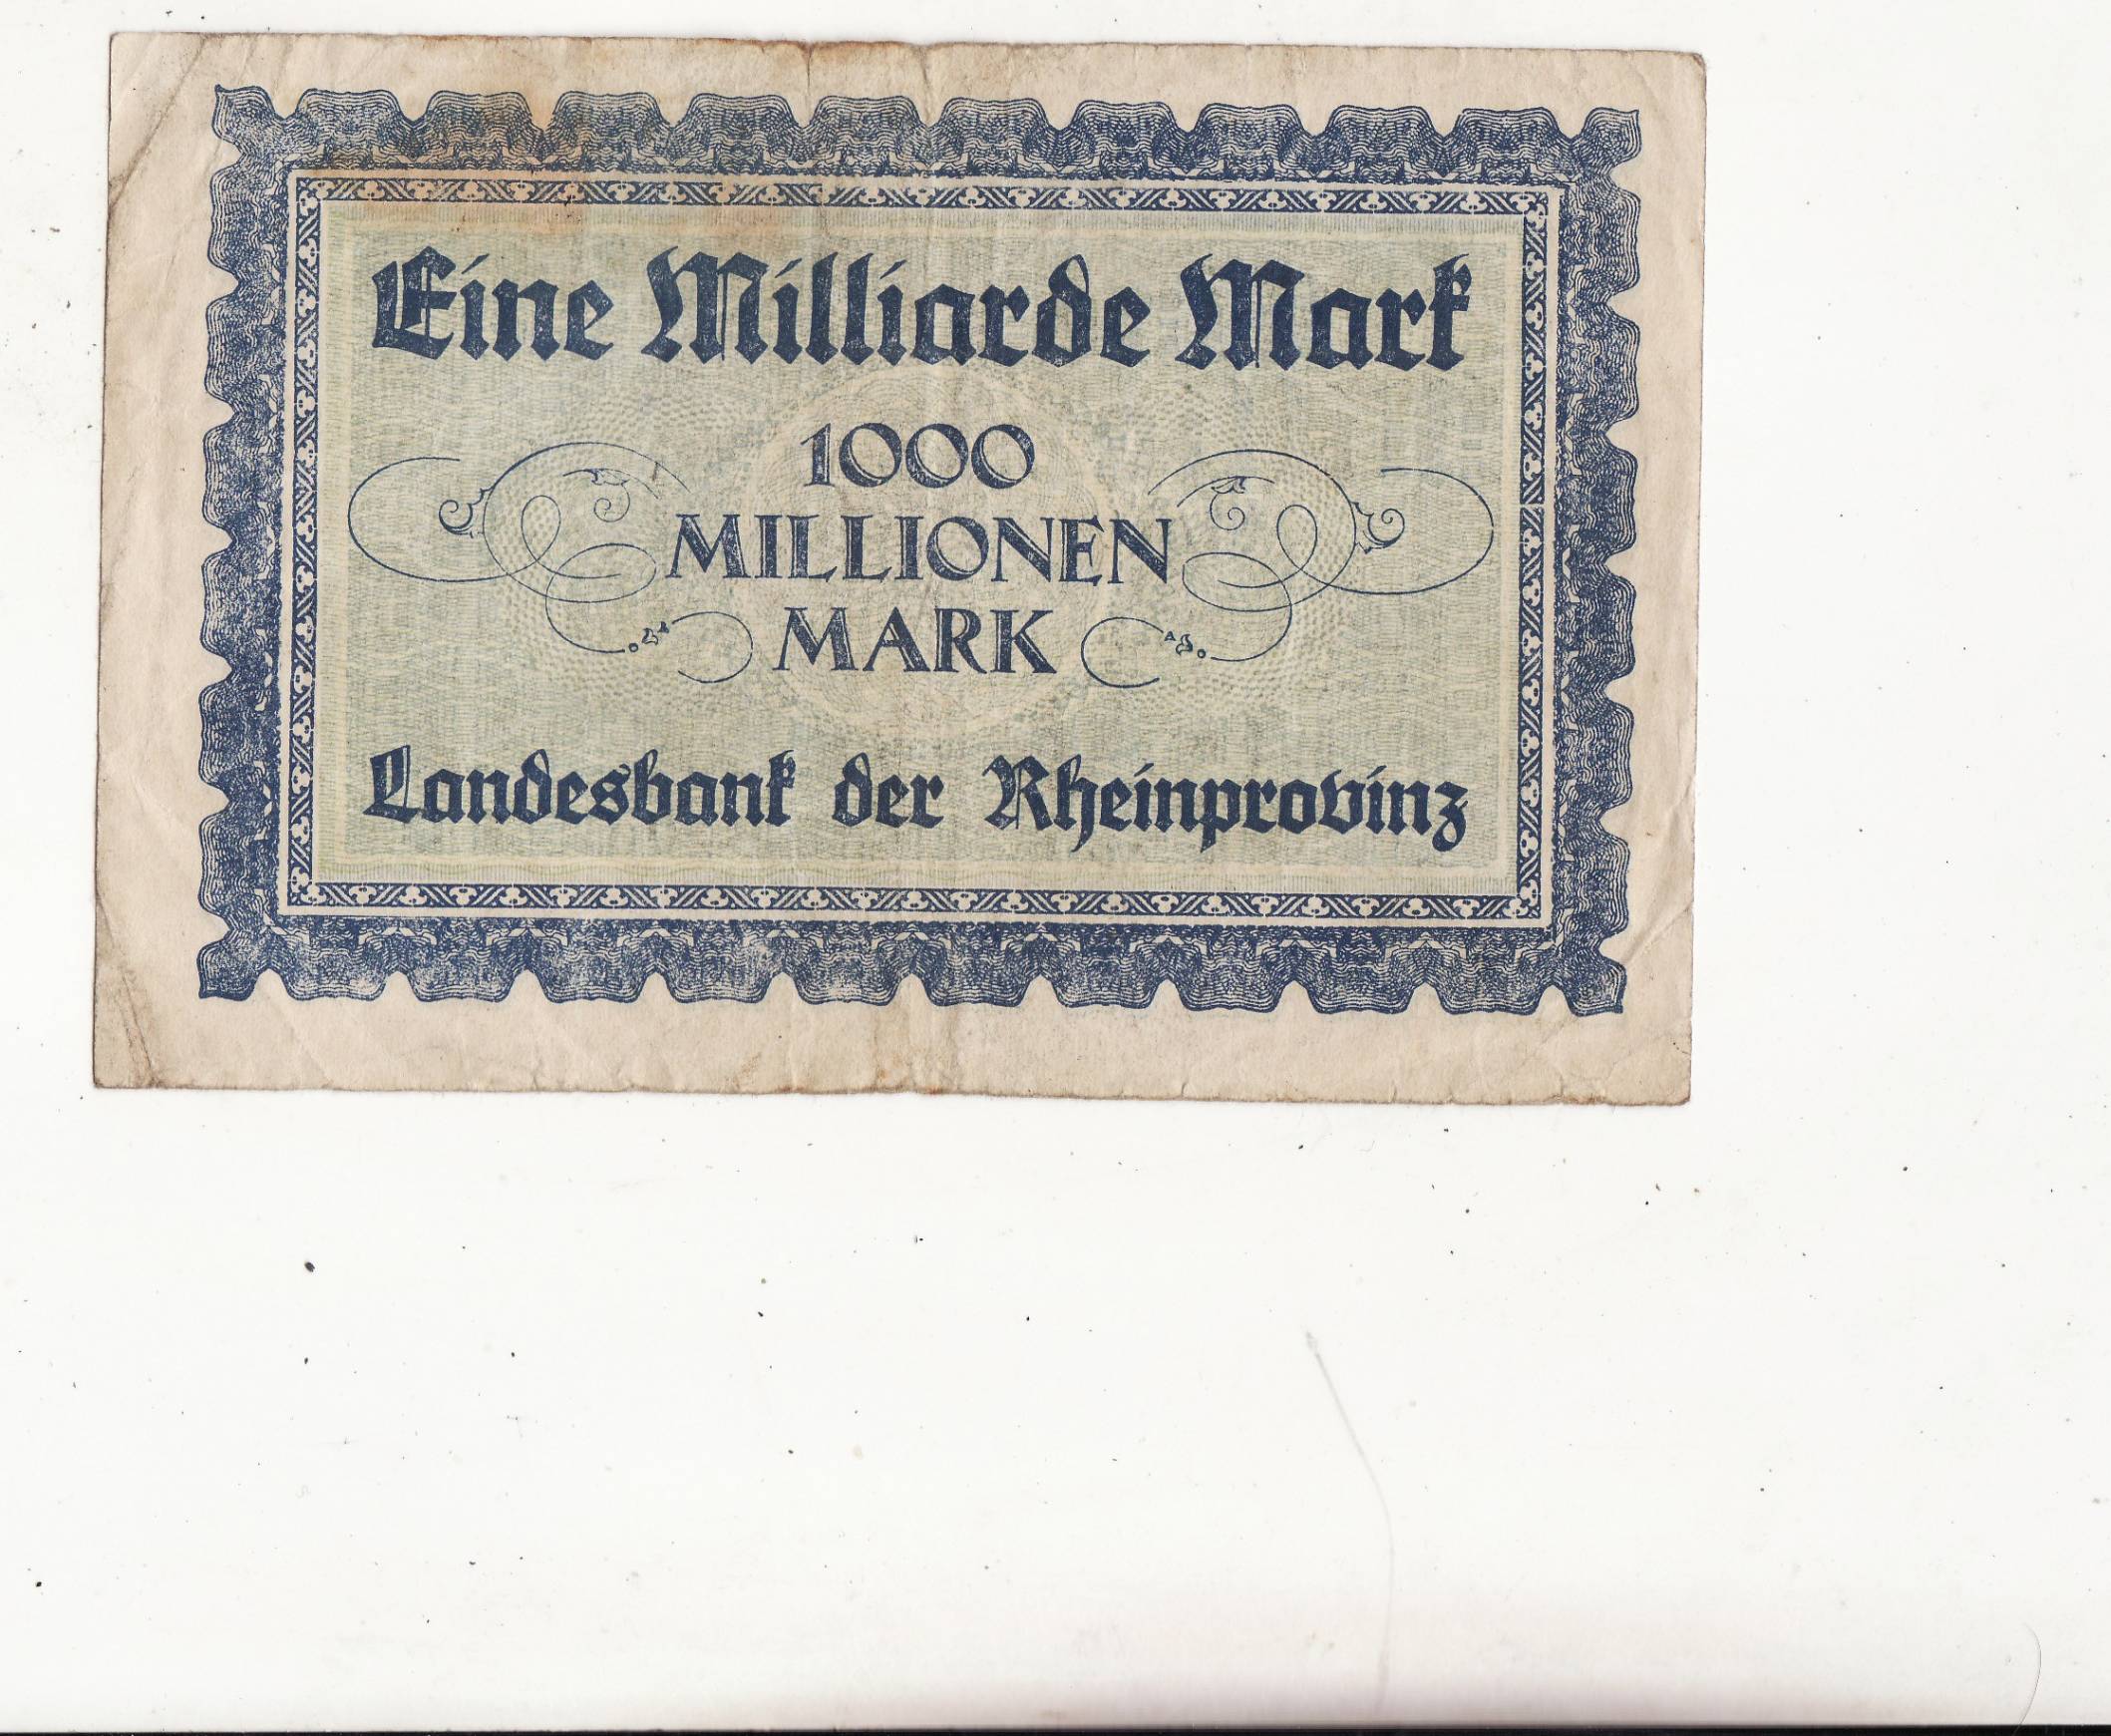 Eine Milliarde Mark
1000
MILLIONEN
MARK
Landesbank der Rheinprovinz